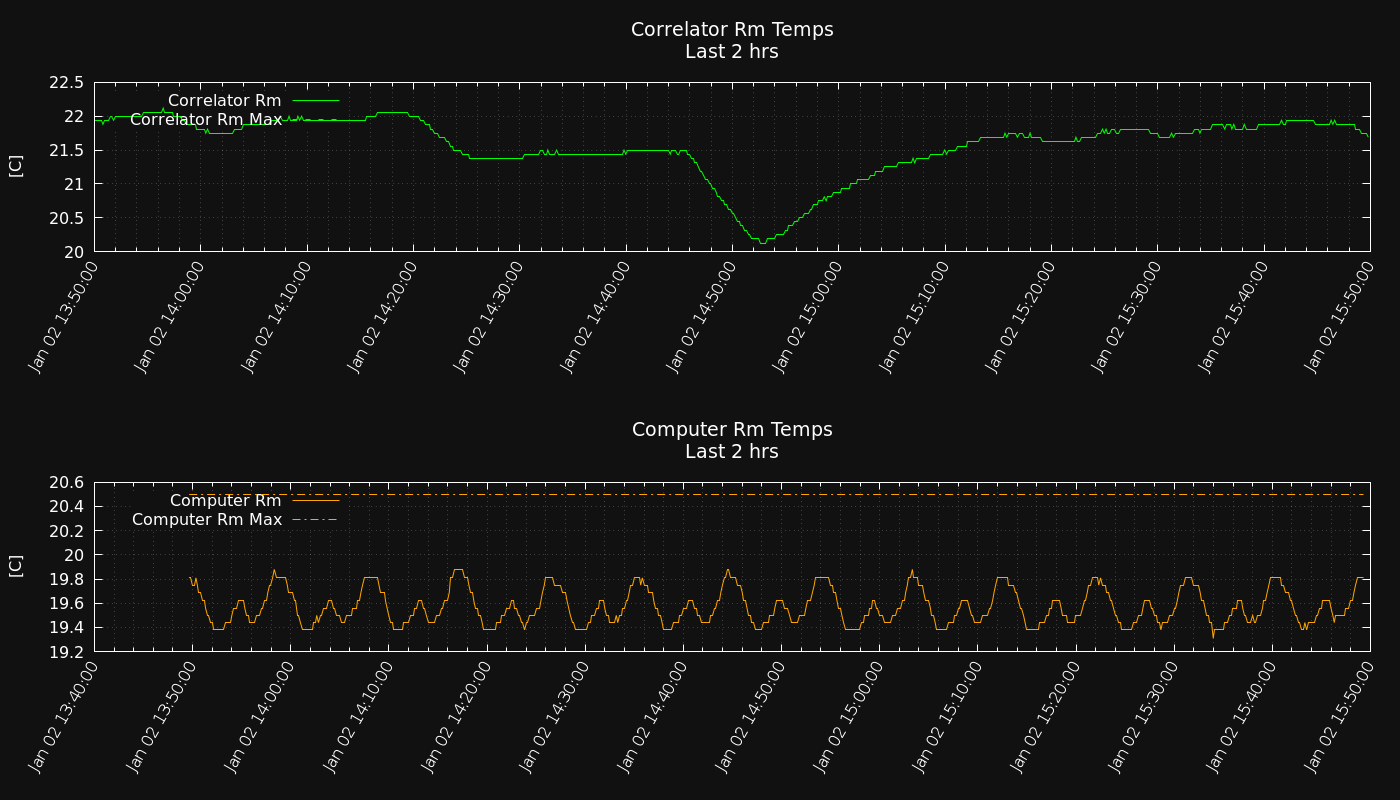 Correlator Rm Temps
Last 2 hrs
22.5
22
21.5
21
20.5
20
[C]
Correlator Rm
Correlator Rm Max
Jan 02 13:50:00
Jan 02 14:00:00
Jan 02 14:10:00
Jan 02 14:20:00
Jan 02 14:30:00
Jan 02 14:40:00
Jan 02 14:50:00
Jan 02 15:00:00
Jan 02 15:10:00
Jan 02 15:20:00
Jan 02 15:30:00
Jan 02 15:40:00
Jan 02 15:50:00
Computer Rm Temps
Last 2 hrs
20.6
20.4
20.2
20
19.8
19.6
19.4
19.2
[C]
Computer Rm
Computer Rm Max
Jan 02 13:40:00
Jan 02 13:50:00
Jan 02 14:00:00
Jan 02 14:10:00
Jan 02 14:20:00
Jan 02 14:30:00
Jan 02 14:40:00
Jan 02 14:50:00
Jan 02 15:00:00
Jan 02 15:10:00
Jan 02 15:20:00
Jan 02 15:30:00
Jan 02 15:40:00
Jan 02 15:50:00